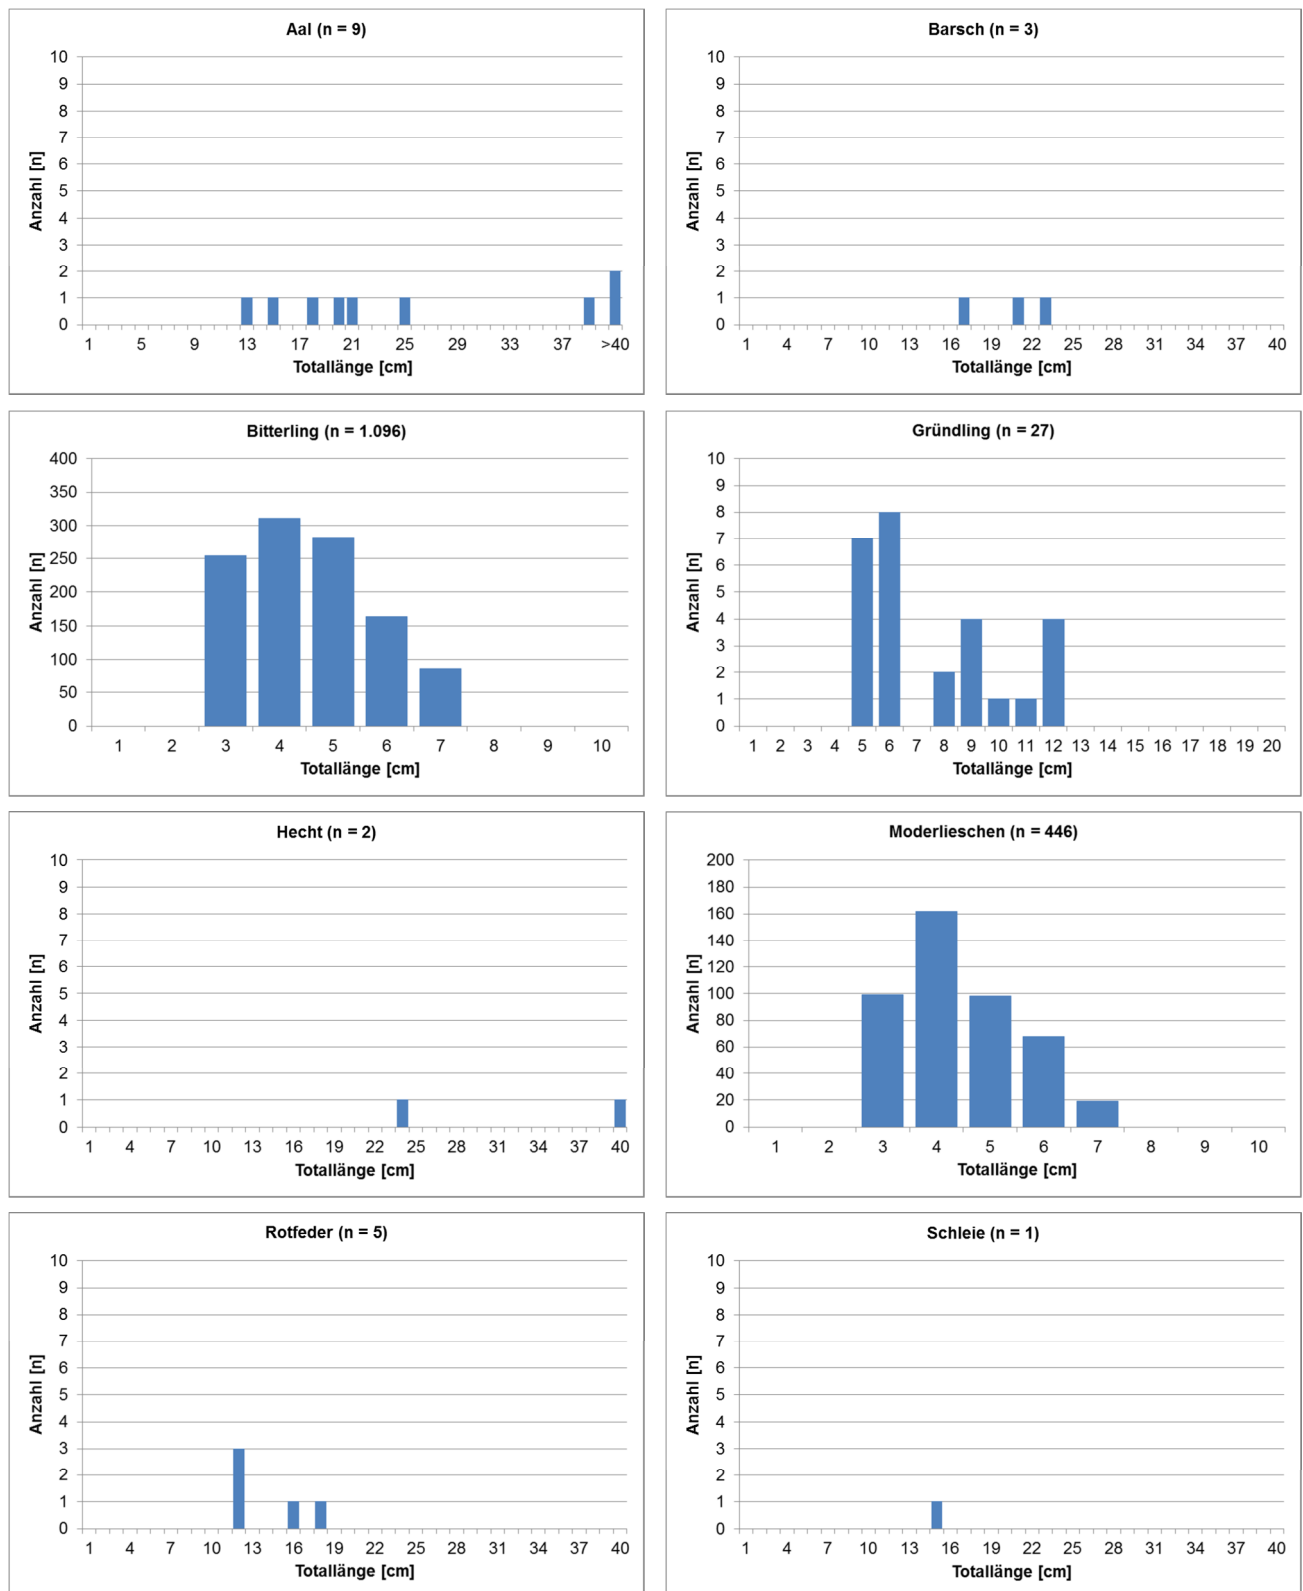 Aal (n = 9)
10
9
8
7
6
5
4
3
2
1
0
Anzahl [n]
1 5 9 13 17 21 25 29 33 37 >40
Totallänge [cm]
Barsch (n = 3)
10
9
8
7
6
5
4
3
2
1
0
Anzahl [n]
1 4 7 10 13 16 19 22 25 28 31 34 37 40
Totallänge [cm]
Bitterling (n = 1.096)
400
350
300
250
200
150
100
50
0
Anzahl [n]
1 2 3 4 5 6 7 8 9 10
Totallänge [cm]
Gründling (n = 27)
10
9
8
7
6
5
4
3
2
1
0
Anzahl [n]
1 2 3 4 5 6 7 8 9 10 11 12 13 14 15 16 17 18 19 20
Totallänge [cm]
Hecht (n = 2)
10
9
8
7
6
5
4
3
2
1
0
Anzahl [n]
1 4 7 10 13 16 19 22 25 28 31 34 37 40
Totallänge [cm]
Moderlieschen (n = 446)
200
180
160
140
120
100
80
60
40
20
0
Anzahl [n]
1 2 3 4 5 6 7 8 9 10
Totallänge [cm]
Rotfeder (n = 5)
10
9
8
7
6
5
4
3
2
1
0
Anzahl [n]
1 4 7 10 13 16 19 22 25 28 31 34 37 40
Totallänge [cm]
Schleie (n = 1)
10
9
8
7
6
5
4
3
2
1
0
Anzahl [n]
1 4 7 10 13 16 19 22 25 28 31 34 37 40
Totallänge [cm]